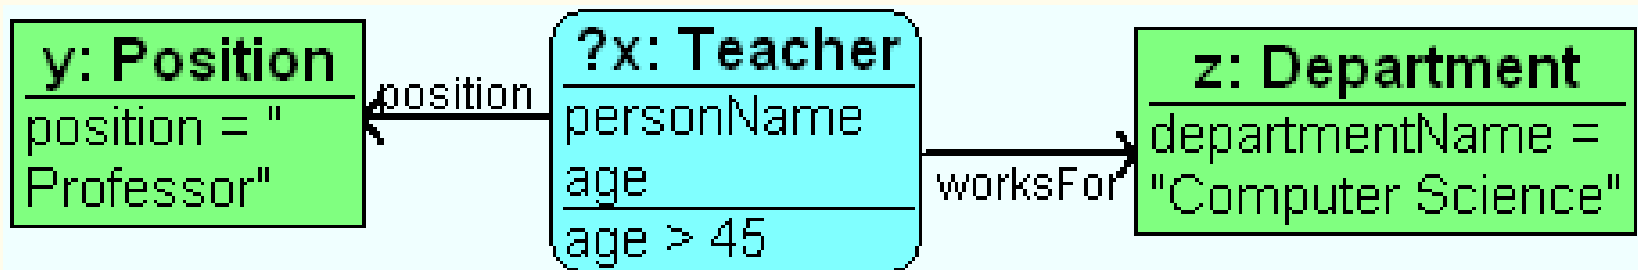 y: Position
position = "
Professor"
position
?x: Teacher
personName
age
age > 45
worksFor
z: Department
departmentName =
"Computer Science"